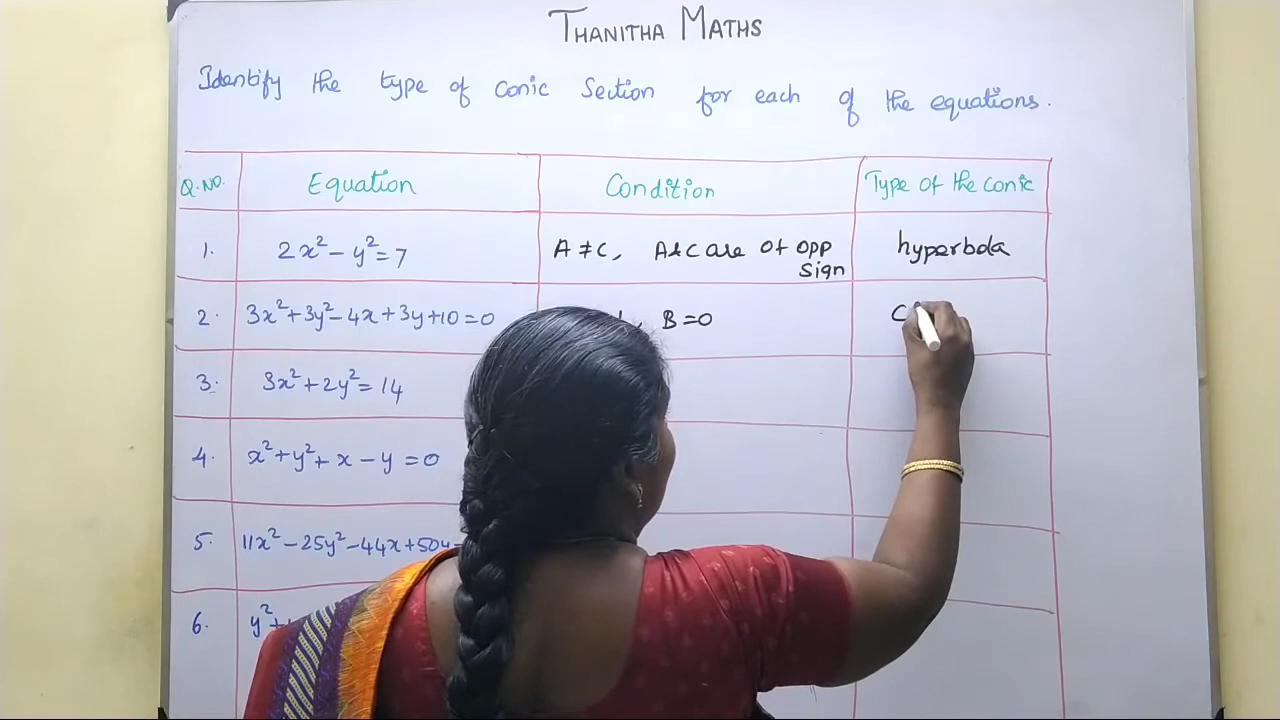 THANITHA MATHS
Identify the type of conic Section for each of the equations.
Q.NO. Equation Condition Type of the conic
1. 2x² - y² = 7 A ≠ C, A & C are of opp sign hyperbola
2. 3x² + 3y² - 4x + 3y + 10 = 0 B = 0 C
3. 3x² + 2y² = 14
4. x² + y² + x - y = 0
5. 11x² - 25y² - 44x + 50y -
6. y² +